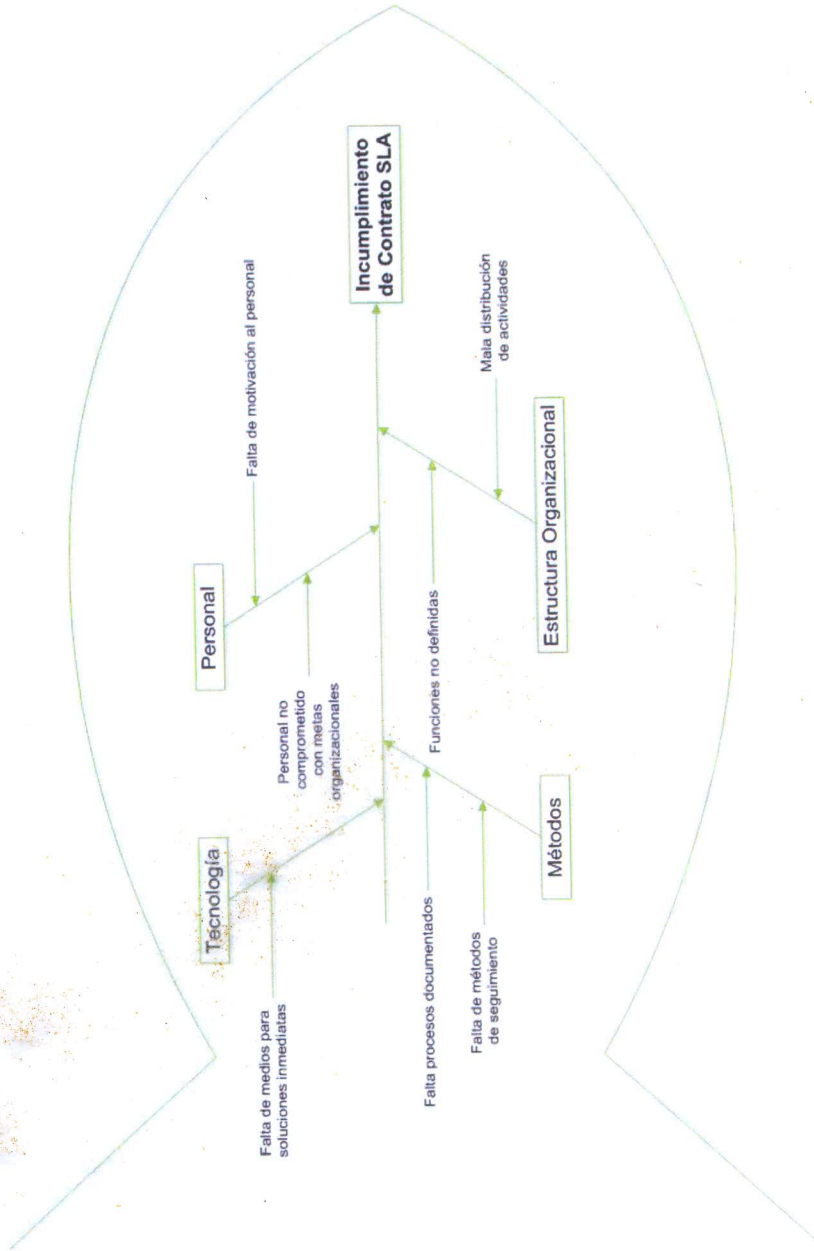 Tecnología
Personal
Falta de motivación al personal
Falta de medios para
soluciones inmediatas
Personal no
comprometido
con metas
organizacionales
Incumplimiento
de Contrato SLA
Falta procesos documentados
Funciones no definidas
Falta de métodos
de seguimiento
Mala distribución
de actividades
Métodos
Estructura Organizacional